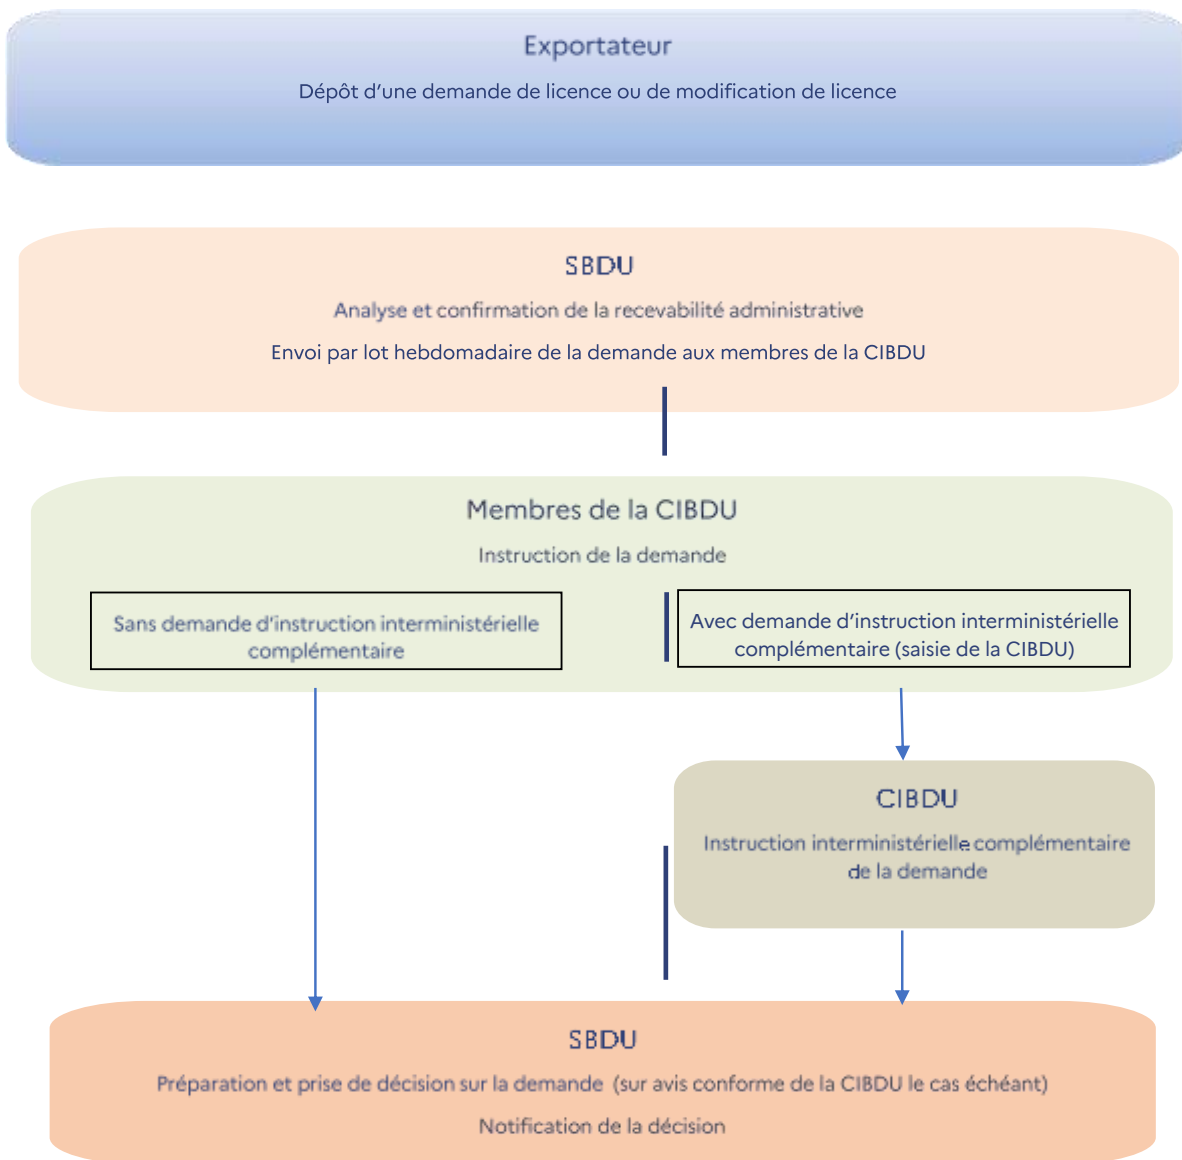 Exportateur
Dépôt d’une demande de licence ou de modification de licence
SBDU
Analyse et confirmation de la recevabilité administrative
Envoi par lot hebdomadaire de la demande aux membres de la CIBDU
Membres de la CIBDU
Instruction de la demande
Sans demande d’instruction interministérielle
complémentaire
Avec demande d’instruction interministérielle
complémentaire (saisie de la CIBDU)
CIBDU
Instruction interministérielle complémentaire
de la demande
SBDU
Préparation et prise de décision sur la demande (sur avis conforme de la CIBDU le cas échéant)
Notification de la décision